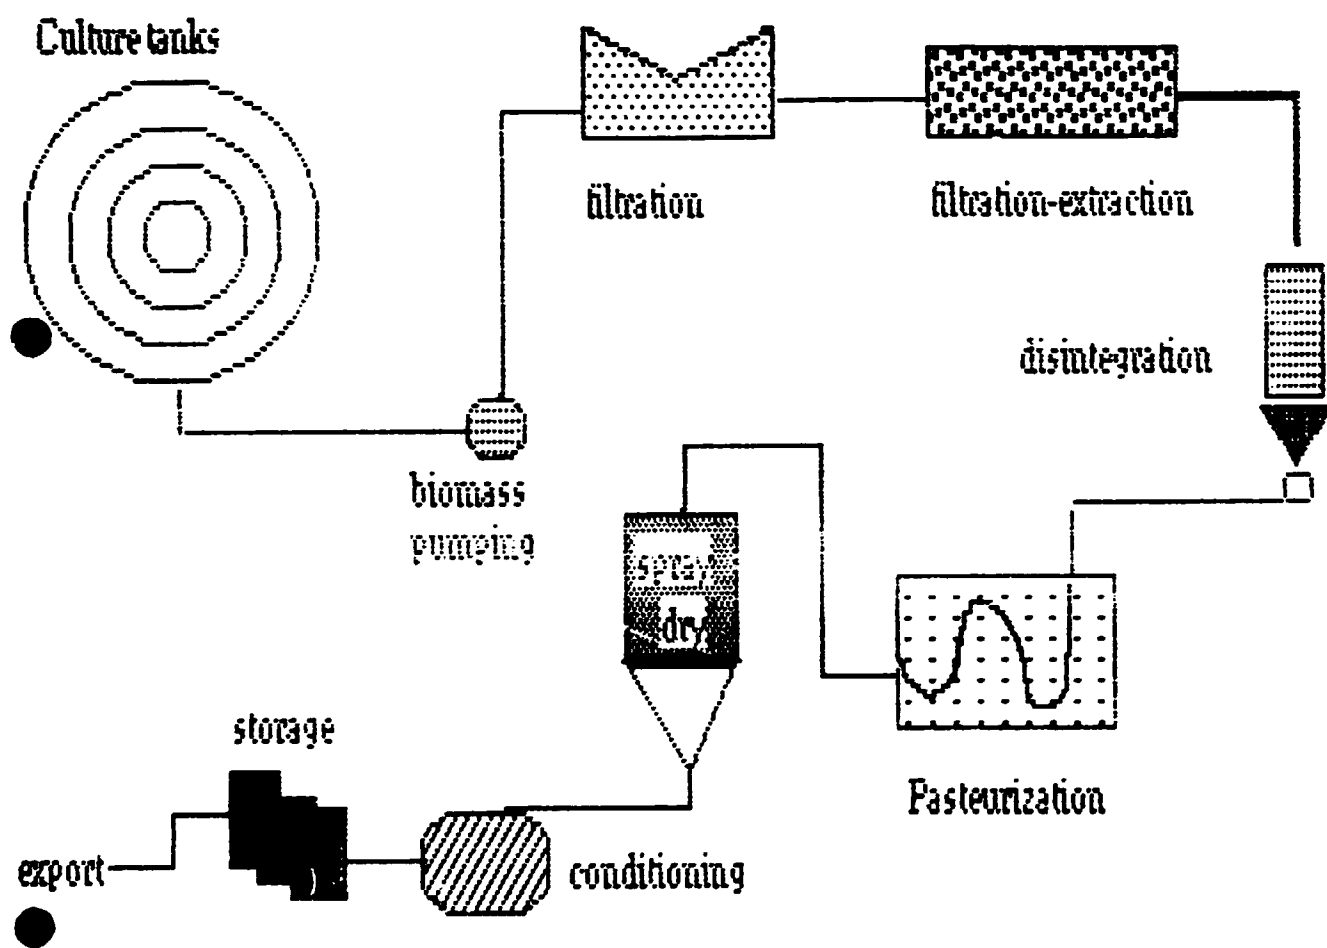 Culture tanks
filtration
filtration-extraction
disintegration
biomass
pumping
spray
dry
Pasteurization
storage
conditioning
export